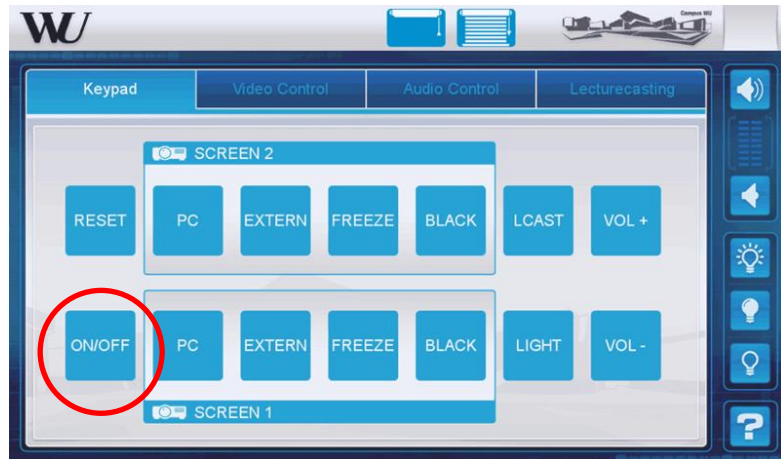 WU
Campus WU
Keypad Video Control Audio Control Lecturecasting
SCREEN 2
RESET PC EXTERN FREEZE BLACK LCAST VOL +
ON/OFF PC EXTERN FREEZE BLACK LIGHT VOL -
SCREEN 1
?